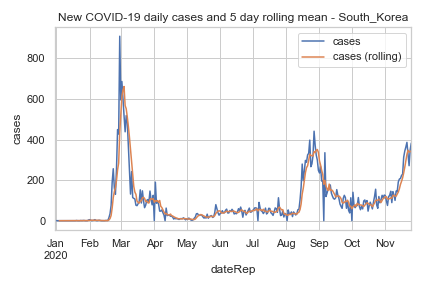 New COVID-19 daily cases and 5 day rolling mean - South_Korea
cases
cases (rolling)
800
600
400
200
0
cases
Jan Feb Mar Apr May Jun Jul Aug Sep Oct Nov
2020
dateRep